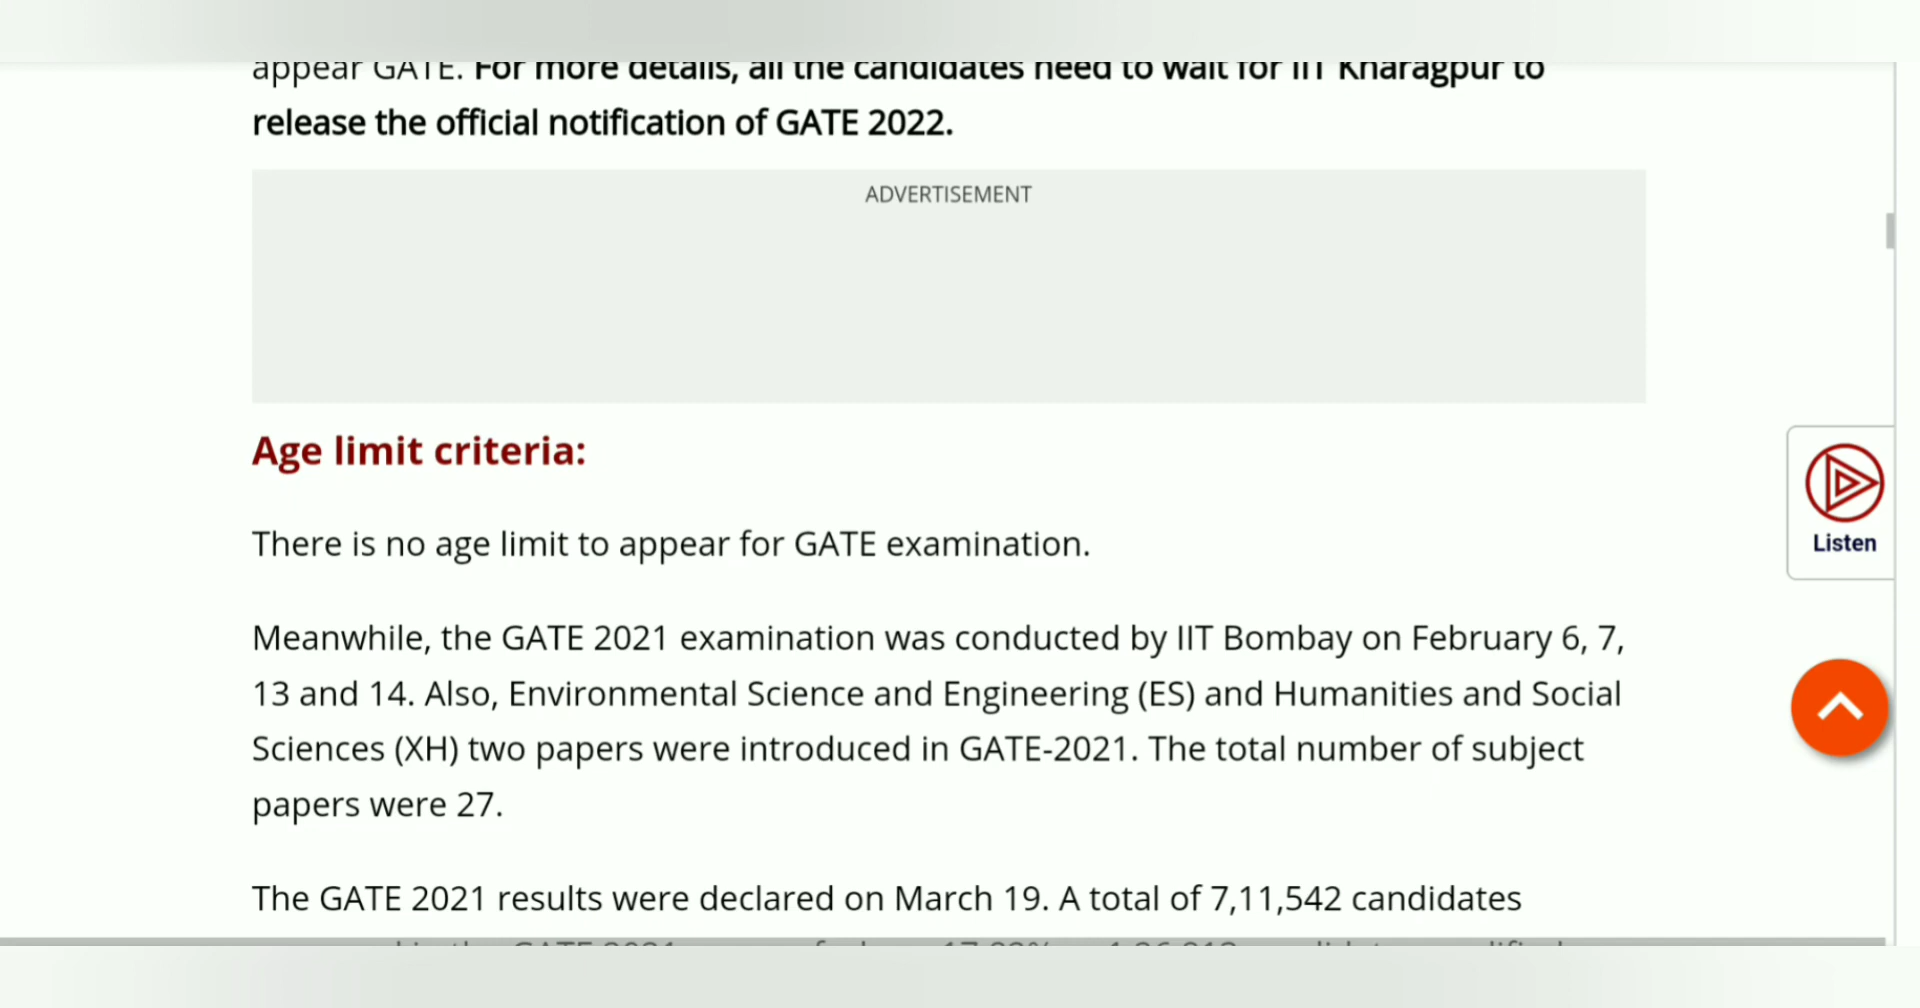 appear GATE. For more details, all the candidates need to wait for IIT Kharagpur to
release the official notification of GATE 2022.
ADVERTISEMENT
Age limit criteria:
There is no age limit to appear for GATE examination.
Listen
Meanwhile, the GATE 2021 examination was conducted by IIT Bombay on February 6, 7,
13 and 14. Also, Environmental Science and Engineering (ES) and Humanities and Social
Sciences (XH) two papers were introduced in GATE-2021. The total number of subject
papers were 27.
The GATE 2021 results were declared on March 19. A total of 7,11,542 candidates